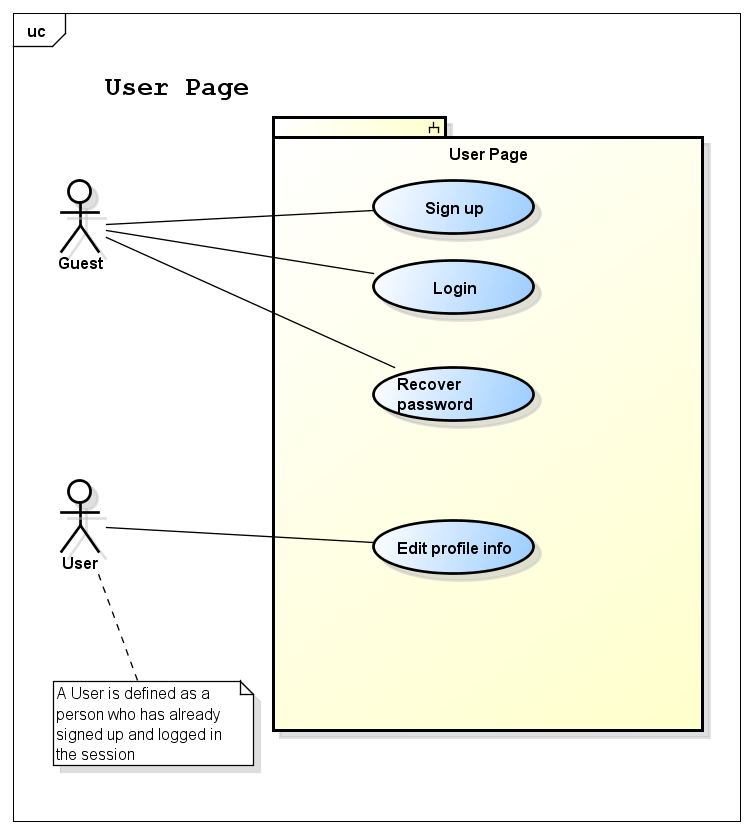 uc
User Page
User Page
Sign up
Guest
Login
Recover
password
Edit profile info
User
A User is defined as a
person who has already
signed up and logged in
the session